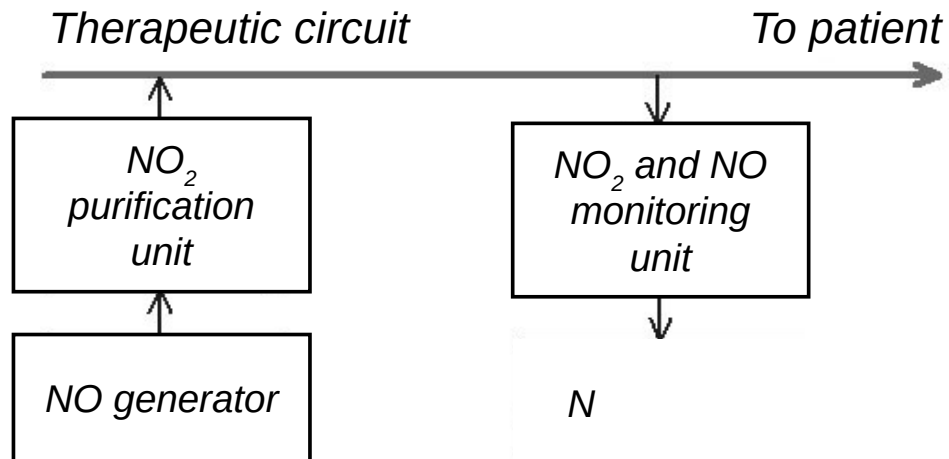 Therapeutic circuit
To patient
NO₂
purification
unit
NO₂ and NO
monitoring
unit
NO generator
N